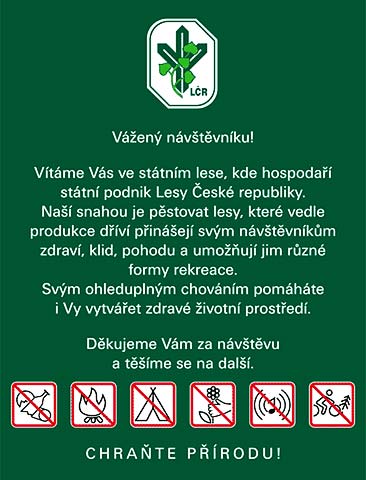 LČR
Vážený návštěvníku!
Vítáme Vás ve státním lese, kde hospodaří
státní podnik Lesy České republiky.
Naší snahou je pěstovat lesy, které vedle
produkce dříví přinášejí svým návštěvníkům
zdraví, klid, pohodu a umožňují jim různé
formy rekreace.
Svým ohleduplným chováním pomáháte
i Vy vytvářet zdravé životní prostředí.
Děkujeme Vám za návštěvu
a těšíme se na další.
CHRAŇTE PŘÍRODU!